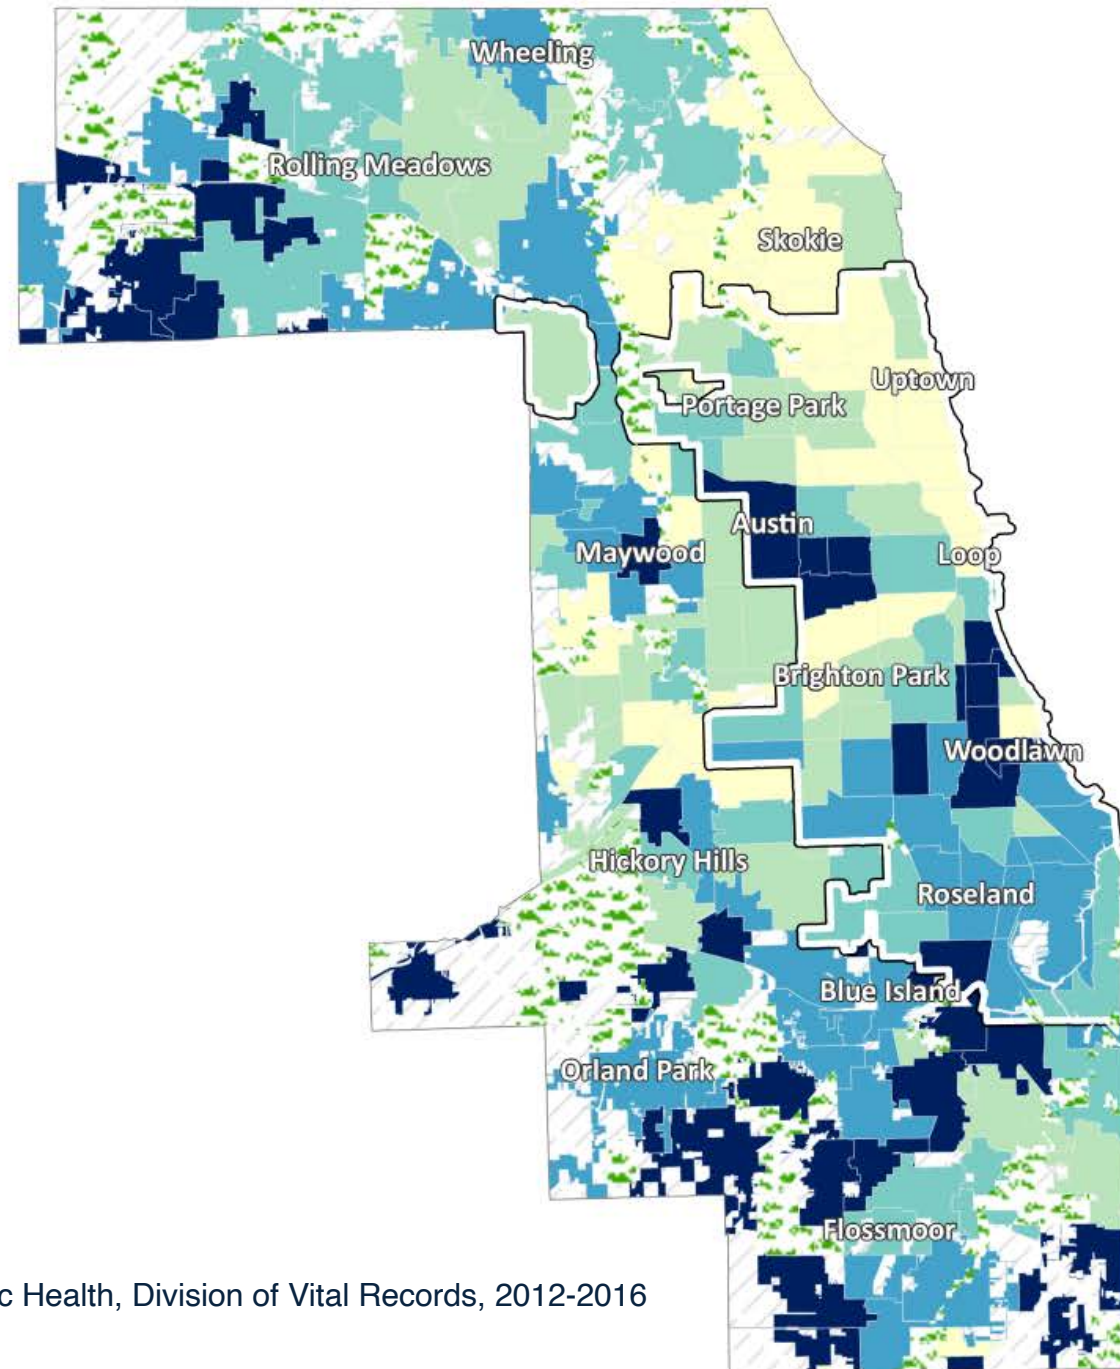 Wheeling
Rolling Meadows
Skokie
Uptown
Portage Park
Austin
Maywood
Loop
Brighton Park
Woodlawn
Hickory Hills
Roseland
Blue Island
Orland Park
Flossmoor
c Health, Division of Vital Records, 2012-2016